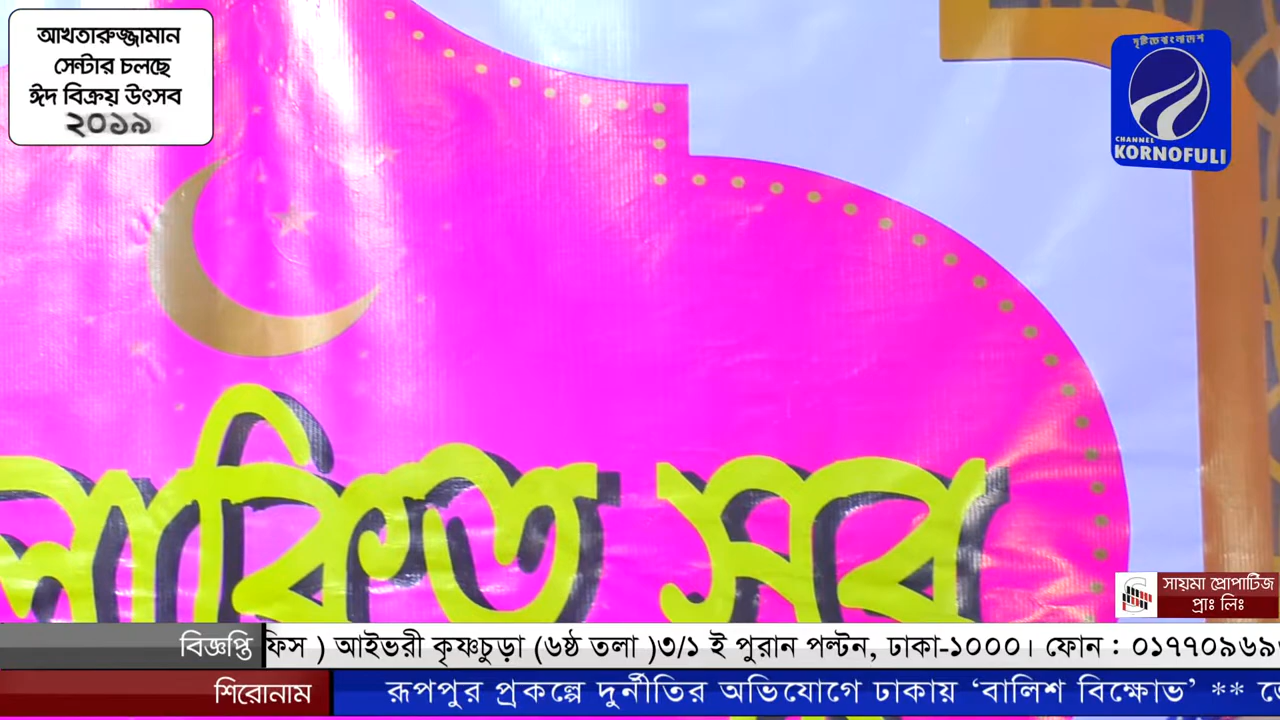 আখতারুজ্জামান
সেন্টার চলছে
ঈদ বিক্রয় উৎসব
২০১৯
দৃষ্টিতে বাংলাদেশ
CHANNEL
KORNOFULI
সব
সায়মা প্রোপার্টিজ
প্রাঃ লিঃ
বিজ্ঞপ্তি ফিস ) আইভরী কৃষ্ণচুড়া (৬ষ্ঠ তলা )৩/১ ই পুরান পল্টন, ঢাকা-১০০০। ফোন : ০১৭৭০৯৬৯
শিরোনাম রূপপুর প্রকল্পে দুর্নীতির অভিযোগে ঢাকায় ‘বালিশ বিক্ষোভ’ **